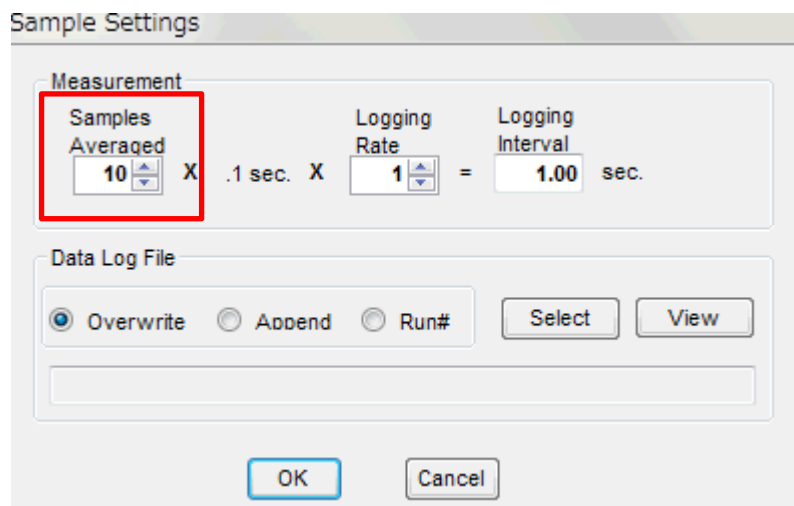 Sample Settings
Measurement
Samples
Averaged
10 X .1 sec. X
Logging
Rate
1 =
Logging
Interval
1.00 sec.
Data Log File
Overwrite Append Run# Select View
OK Cancel